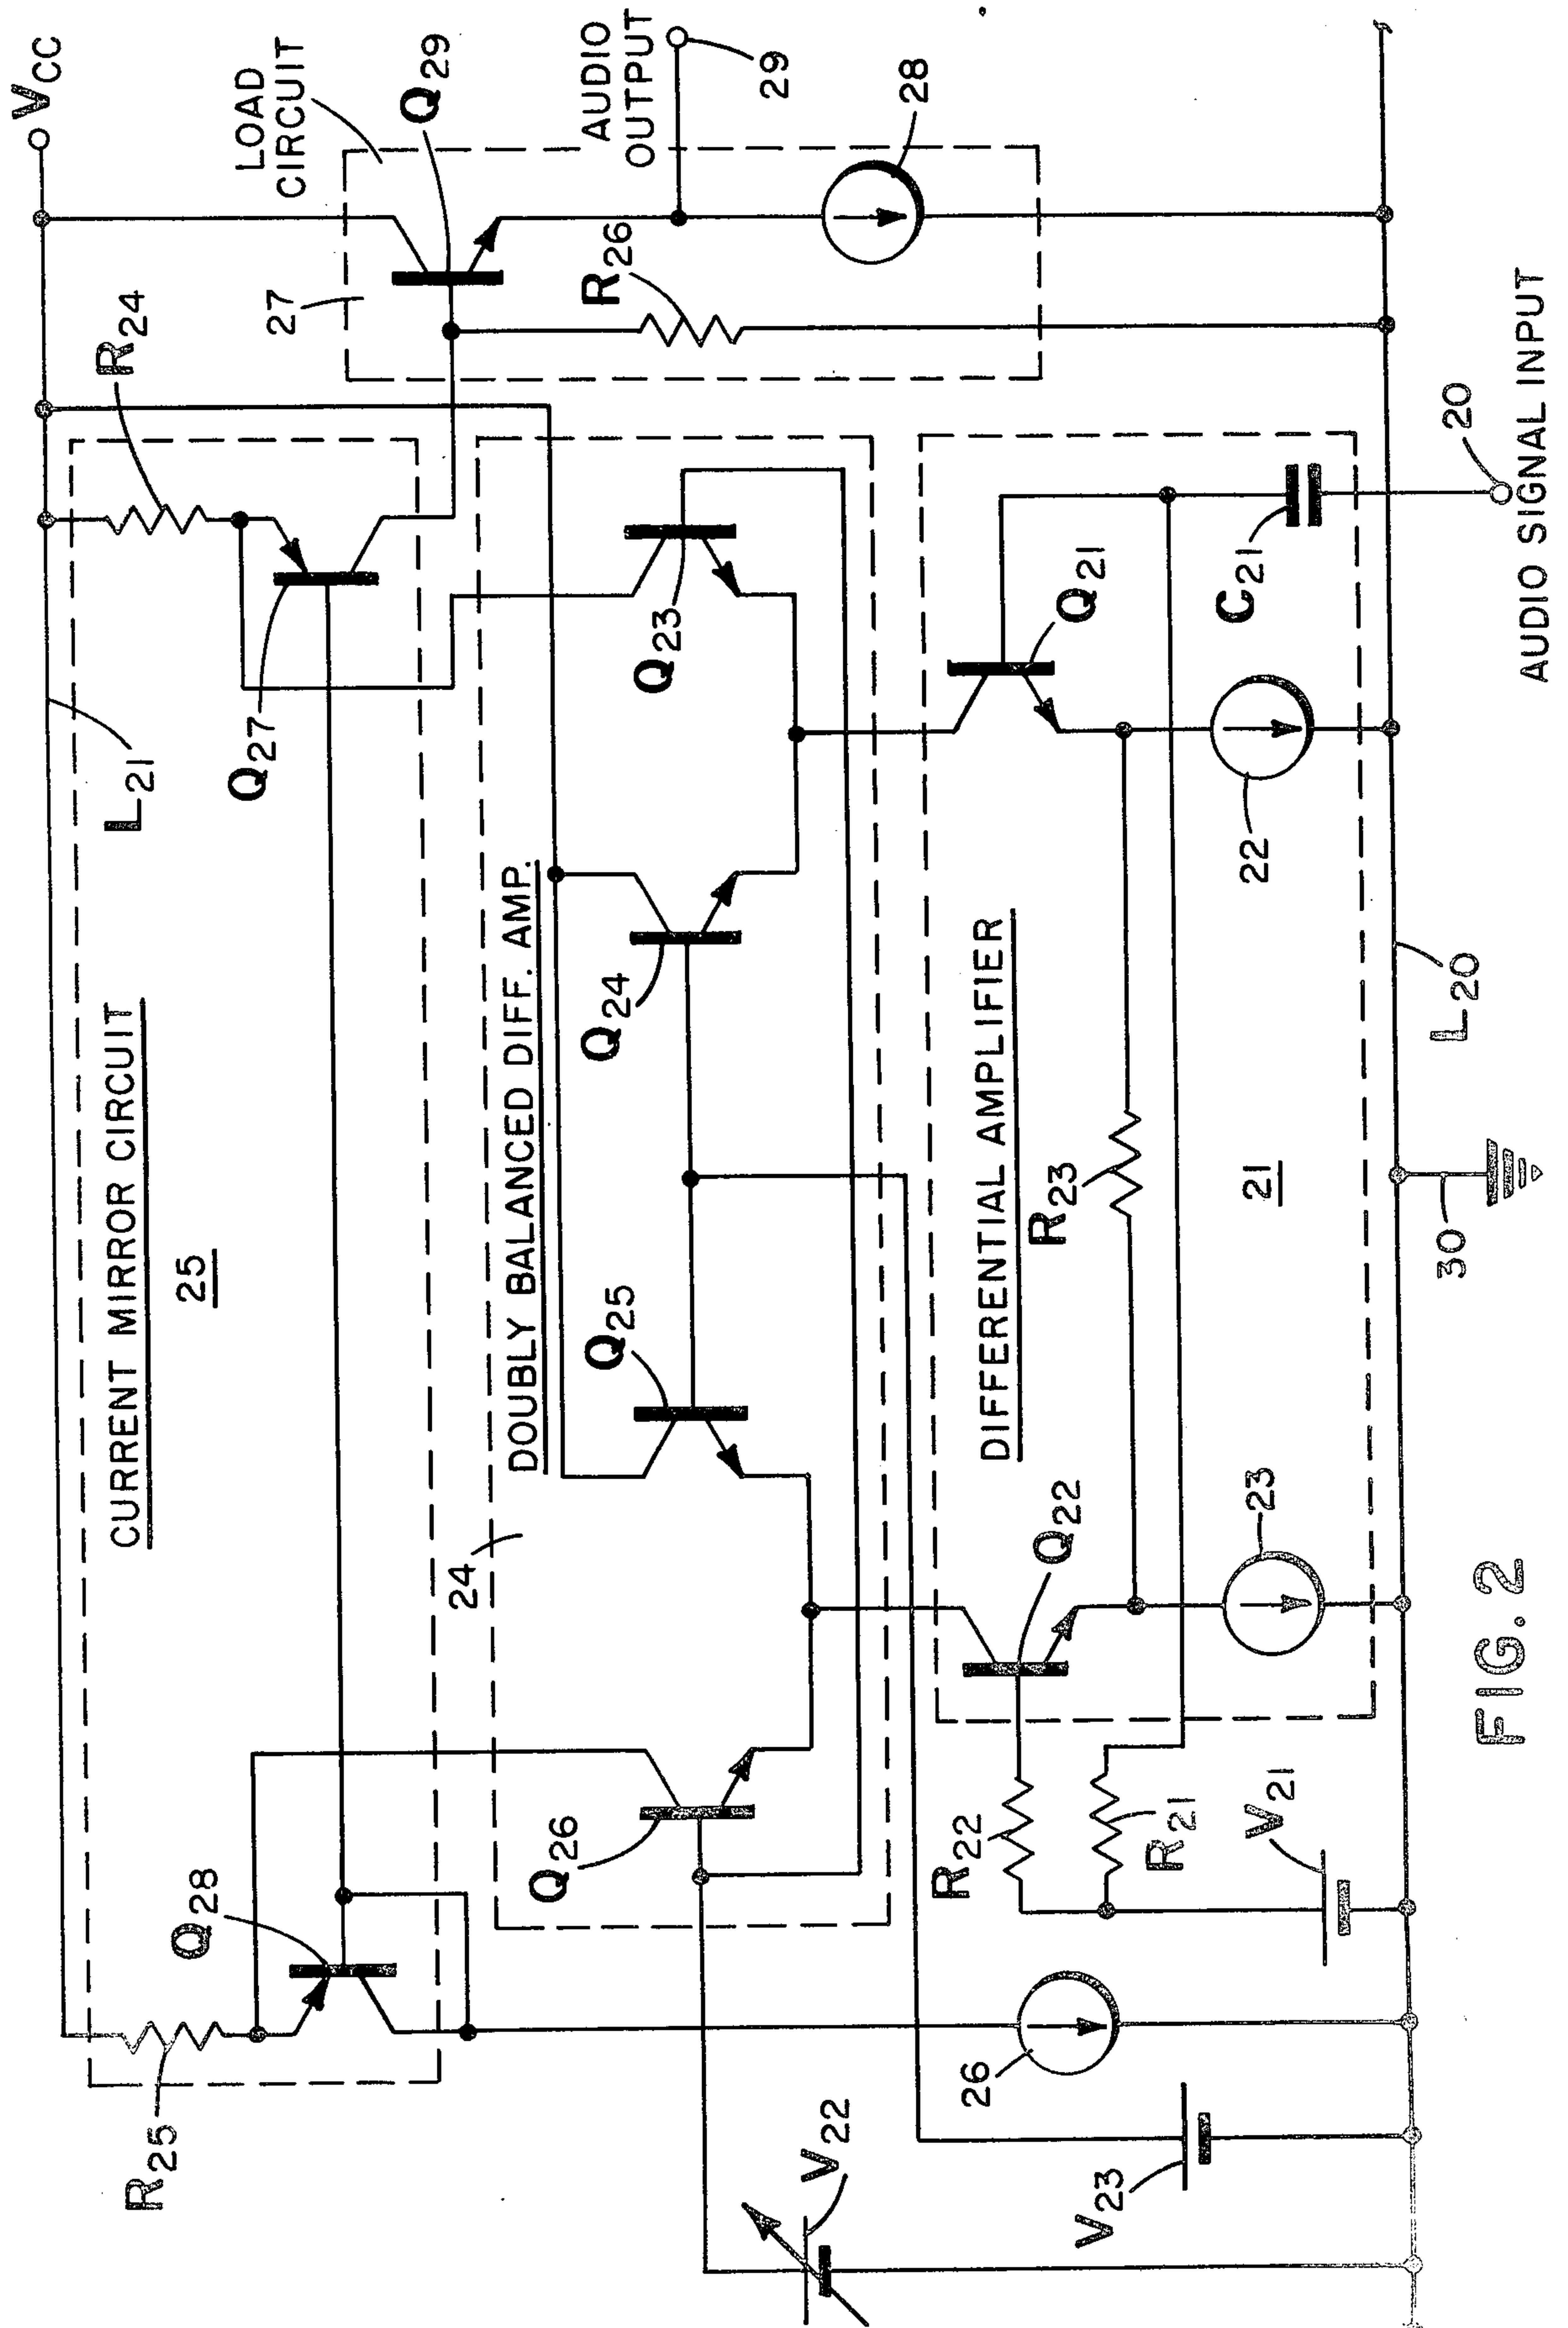 VCC
LOAD
CIRCUIT
Q29
AUDIO
OUTPUT
29
28
27
R26
R24
L21
Q27
CURRENT MIRROR CIRCUIT
25
Q28
R25
DOUBLY BALANCED DIFF. AMP.
24
Q23
Q24
Q25
Q26
DIFFERENTIAL AMPLIFIER
21
Q21
Q22
R23
C21
22
23
R22
R21
V21
26
V22
V23
L20
30
20
AUDIO SIGNAL INPUT
FIG. 2